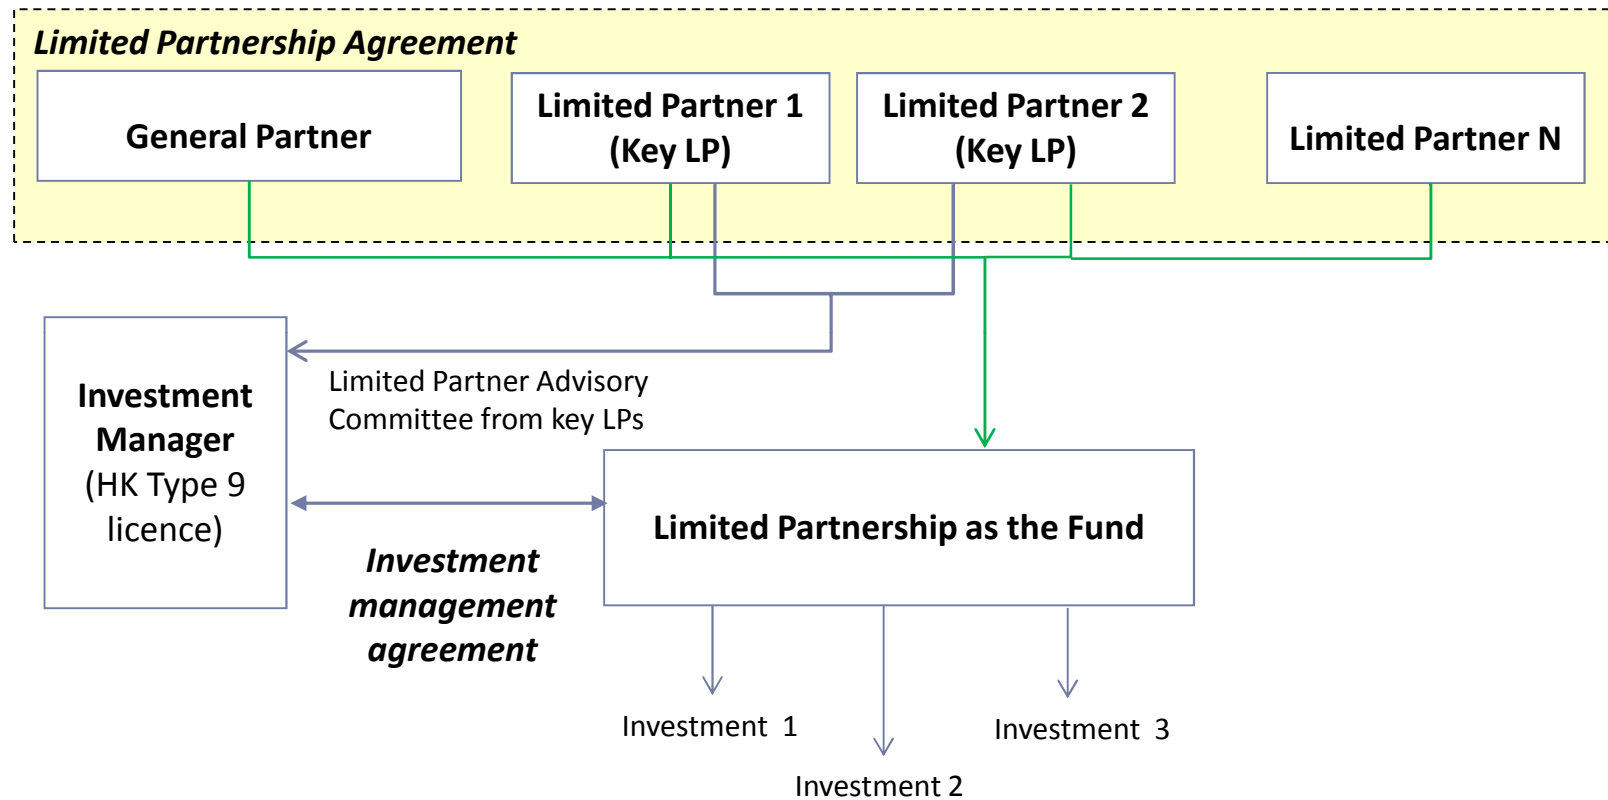 Limited Partnership Agreement
General Partner
Limited Partner 1
(Key LP)
Limited Partner 2
(Key LP)
Limited Partner N
Investment
Manager
(HK Type 9
licence)
Limited Partner Advisory
Committee from key LPs
Investment
management
agreement
Limited Partnership as the Fund
Investment 1
Investment 2
Investment 3